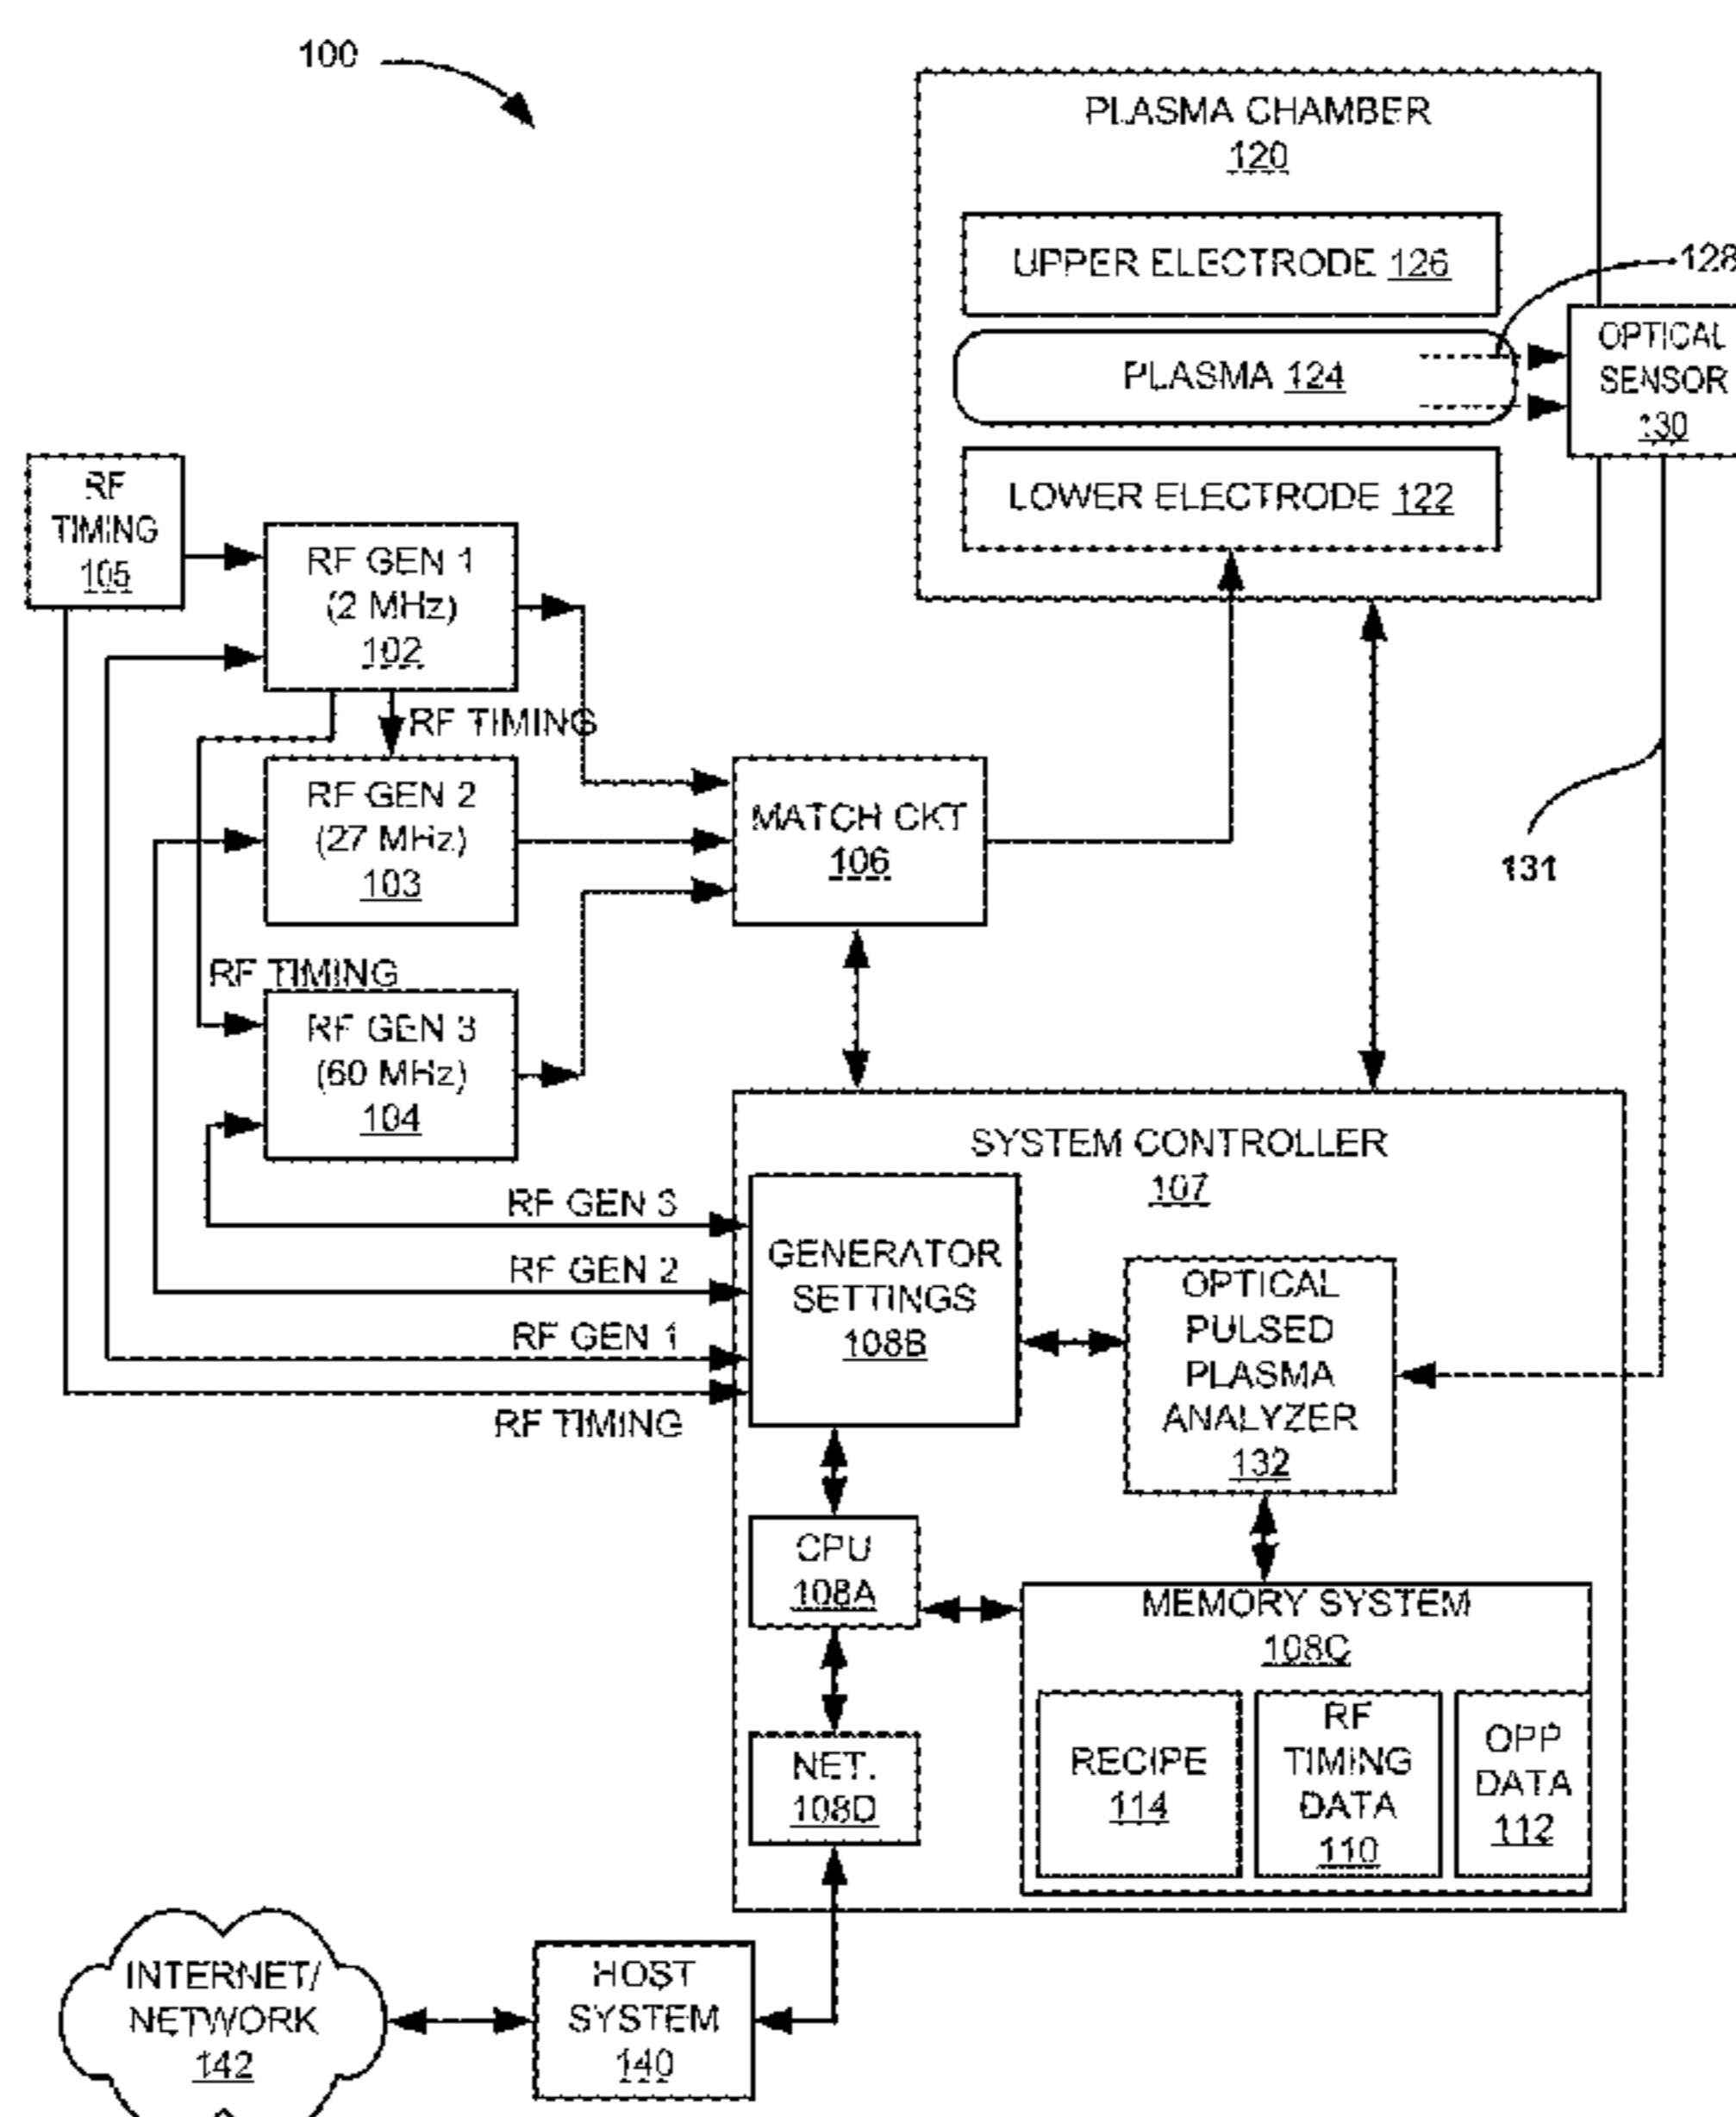 100
PLASMA CHAMBER
120
UPPER ELECTRODE 126
128
PLASMA 124
OPTICAL
SENSOR
130
LOWER ELECTRODE 122
RF
TIMING
105
RF GEN 1
(2 MHz)
102
RF TIMING
RF GEN 2
(27 MHz)
103
MATCH CKT
106
131
RF TIMING
RF GEN 3
(60 MHz)
104
SYSTEM CONTROLLER
107
RF GEN 3
RF GEN 2
RF GEN 1
RF TIMING
GENERATOR
SETTINGS
108B
OPTICAL
PULSED
PLASMA
ANALYZER
132
CPU
108A
MEMORY SYSTEM
108C
NET.
108D
RECIPE
114
RF
TIMING
DATA
110
OPP
DATA
112
INTERNET/
NETWORK
142
HOST
SYSTEM
140